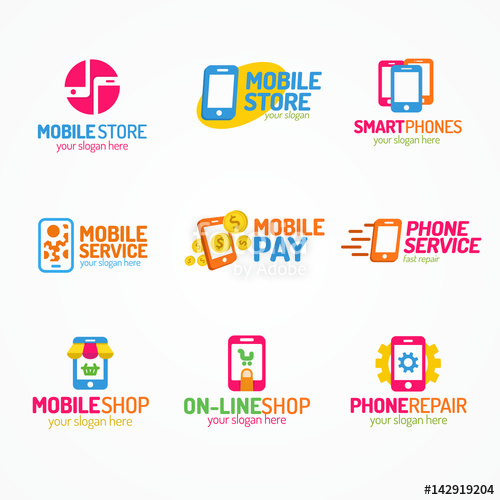 MOBILE STORE
your slogan here
MOBILE
STORE
your slogan
SMARTPHONES
your slogan here
MOBILE
SERVICE
your slogan here
$
$
$
$
$
MOBILE
PAY
Adobe
PHONE
SERVICE
fast repair
MOBILESHOP
your slogan here
ON-LINESHOP
your slogan here
PHONEREPAIR
your slogan here
#142919204